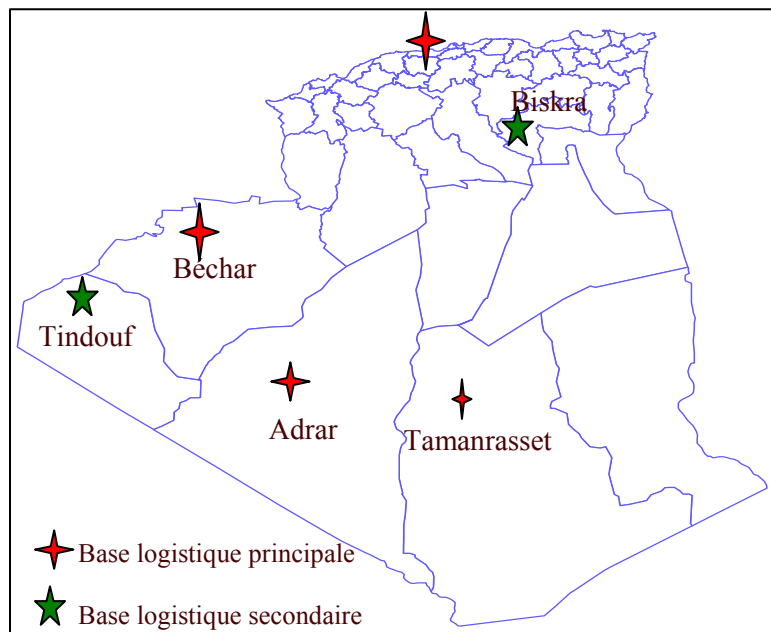 Biskra
Bechar
Tindouf
Adrar
Tamanrasset
Base logistique principale
Base logistique secondaire